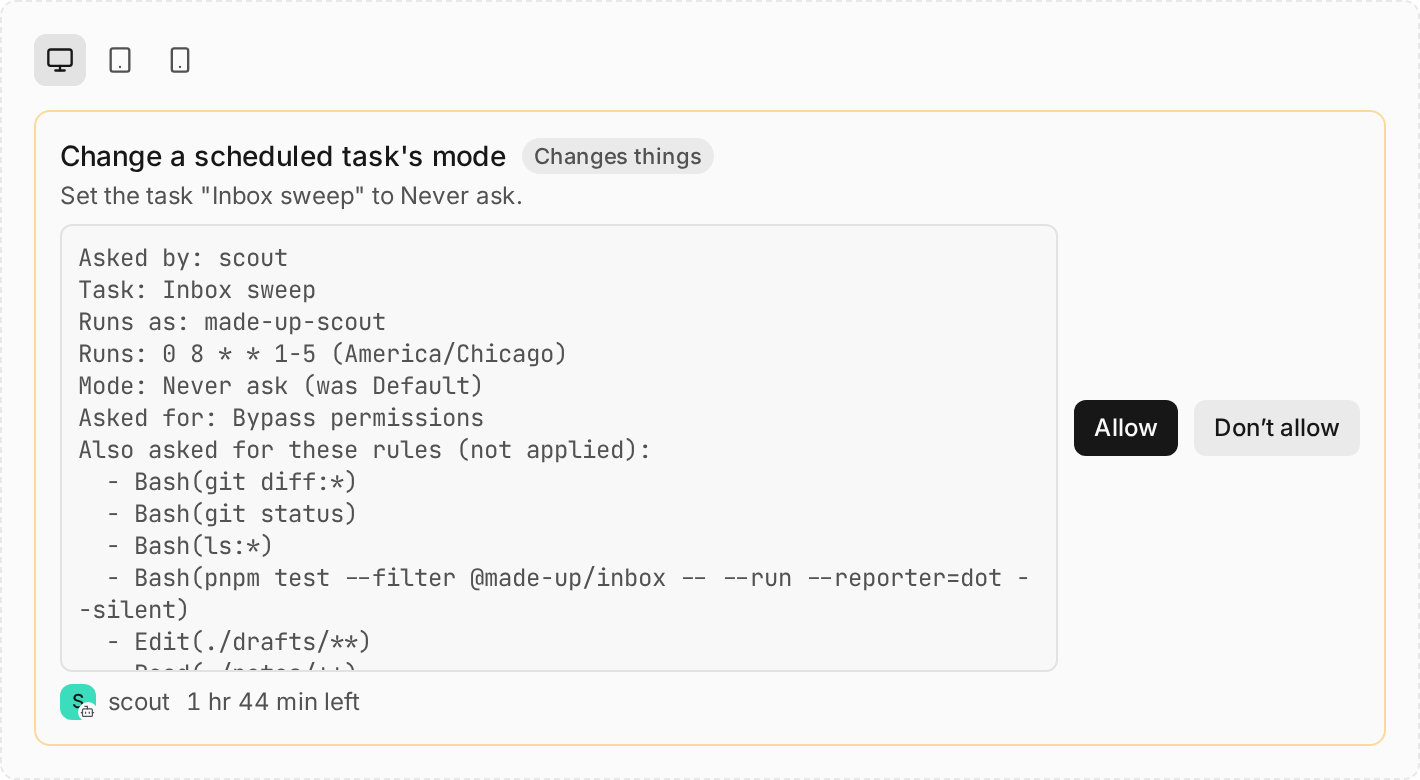 Change a scheduled task's mode Changes things
Set the task "Inbox sweep" to Never ask.
Asked by: scout
Task: Inbox sweep
Runs as: made-up-scout
Runs: 0 8 * * 1-5 (America/Chicago)
Mode: Never ask (was Default)
Asked for: Bypass permissions
Also asked for these rules (not applied):
- Bash(git diff:*)
- Bash(git status)
- Bash(ls:*)
- Bash(pnpm test --filter @made-up/inbox -- --run --reporter=dot -
-silent)
- Edit(./drafts/**)
Allow
Don’t allow
S
scout 1 hr 44 min left